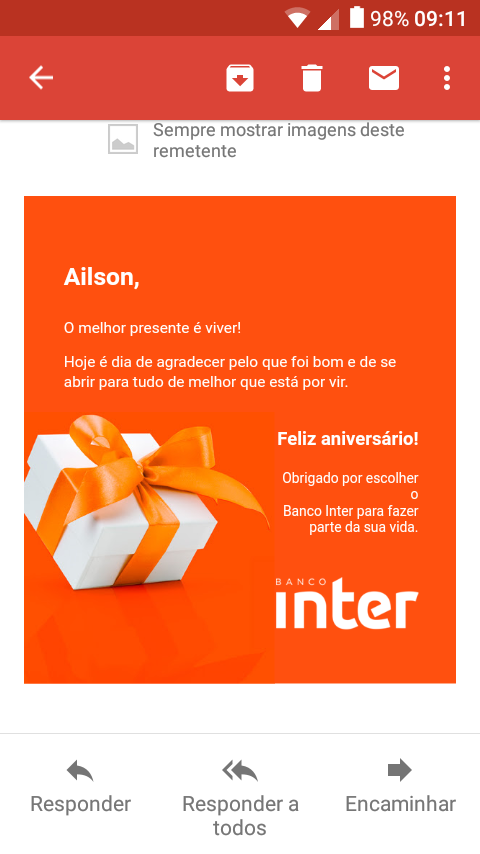 98% 09:11
Sempre mostrar imagens deste
remetente
Ailson,
O melhor presente é viver!
Hoje é dia de agradecer pelo que foi bom e de se
abrir para tudo de melhor que está por vir.
Feliz aniversário!
Obrigado por escolher
o
Banco Inter para fazer
parte da sua vida.
BANCO
inter
Responder
Responder a
todos
Encaminhar